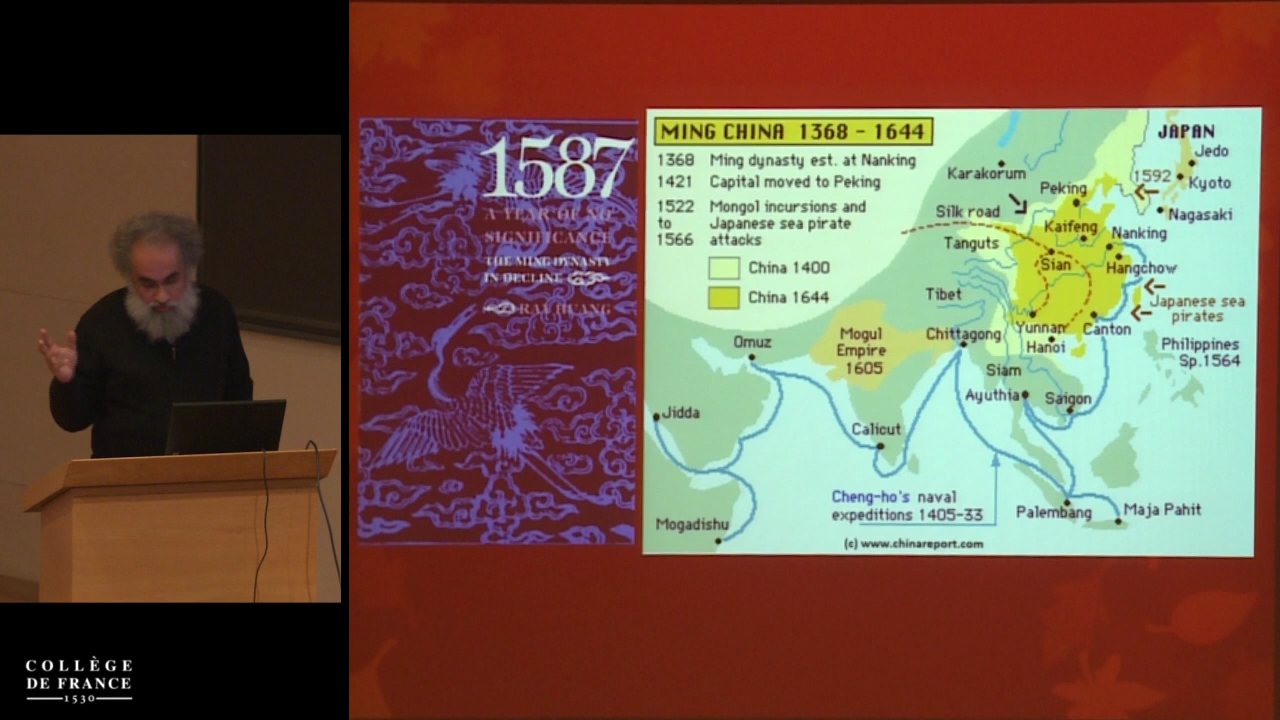 1587
A YEAR OF NO
SIGNIFICANCE
THE MING DYNASTY
IN DECLINE
RAY HUANG
MING CHINA 1368 - 1644
1368 Ming dynasty est. at Nanking
1421 Capital moved to Peking
1522 Mongol incursions and
to Japanese sea pirate
1566 attacks
China 1400
China 1644
JAPAN
Jedo
1592
Kyoto
Nagasaki
Karakorum
Peking
Silk road
Kaifeng
Nanking
Tanguts
Sian
Hangchow
Tibet
Japanese sea
pirates
Yunnan
Canton
Chittagong
Hanoi
Mogul
Empire
1605
Omuz
Philippines
Sp.1564
Siam
Ayuthia
Saigon
Jidda
Calicut
Cheng-ho's naval
expeditions 1405-33
Palembang
Maja Pahit
Mogadishu
(c) www.chinareport.com
COLLÈGE
DE FRANCE
1530